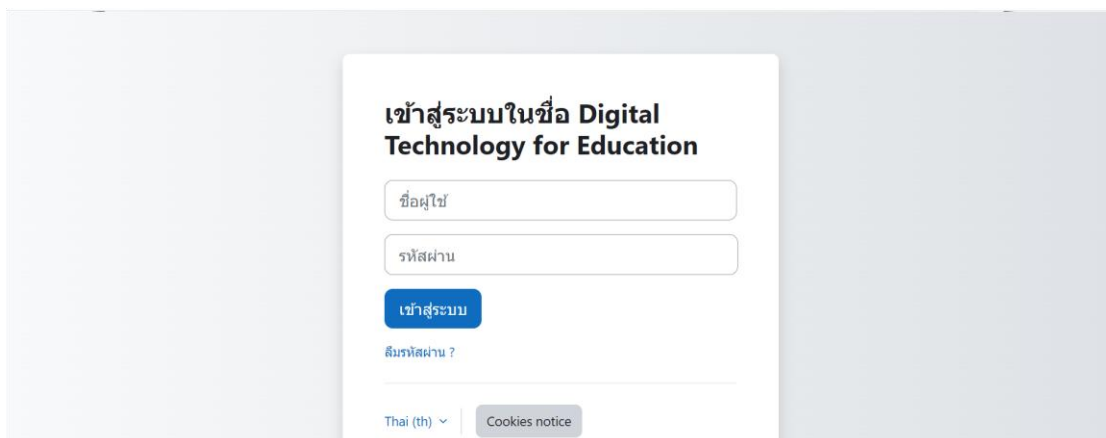 เข้าสู่ระบบในชื่อ Digital
Technology for Education
ชื่อผู้ใช้
รหัสผ่าน
เข้าสู่ระบบ
ลืมรหัสผ่าน ?
Thai (th)
Cookies notice